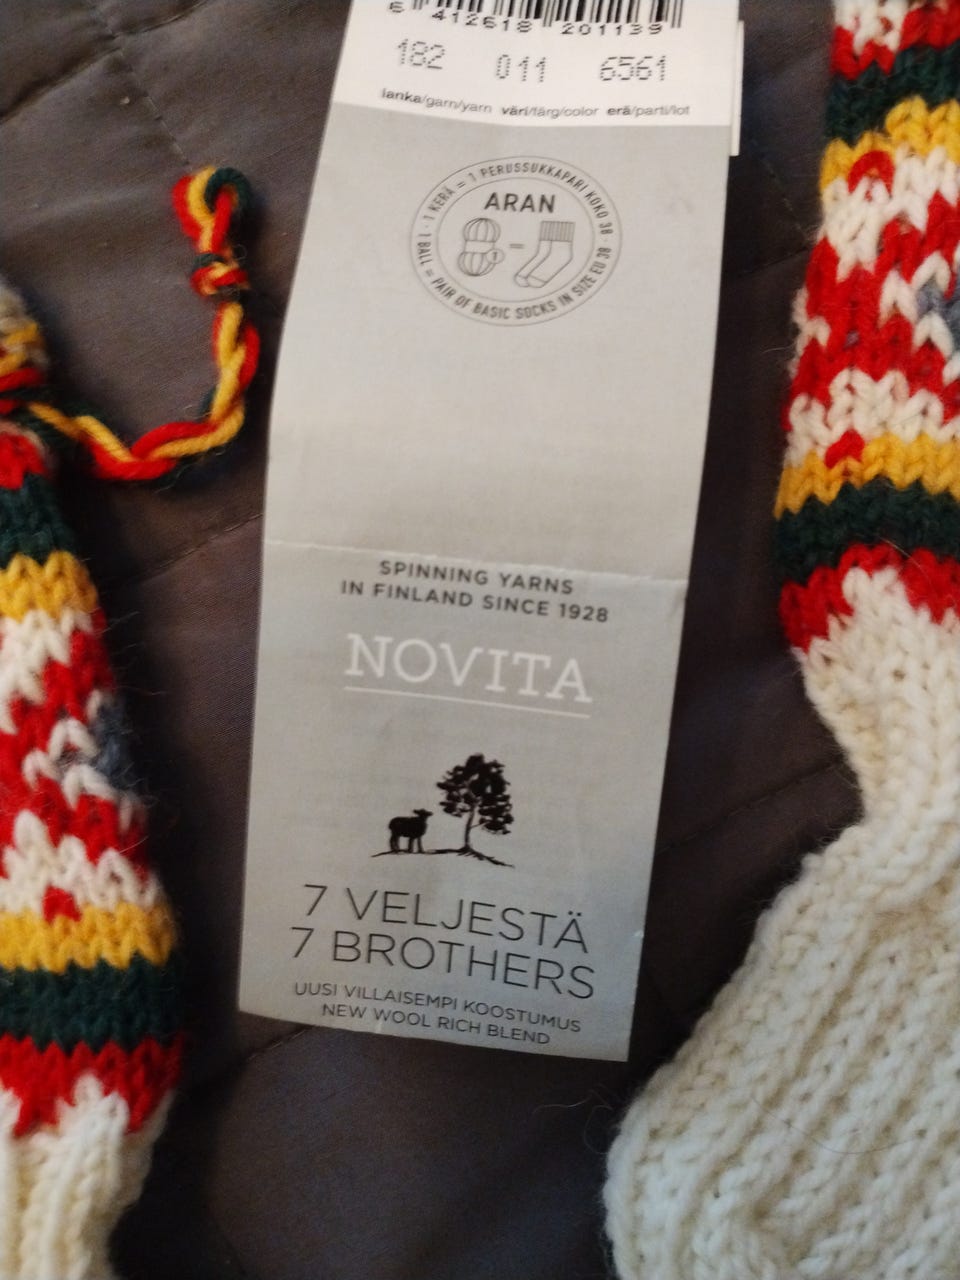 6 412618 201139
182 011 6561
lanka/garn/yarn väri/färg/color erä/parti/lot
1 KERÄ = 1 PERUSSUKKAPARI KOKO 38 ·
1 BALL = PAIR OF BASIC SOCKS IN SIZE EU 38 ·
ARAN
1
SPINNING YARNS
IN FINLAND SINCE 1928
NOVITA
7 VELJESTÄ
7 BROTHERS
UUSI VILLAISEMPI KOOSTUMUS
NEW WOOL RICH BLEND